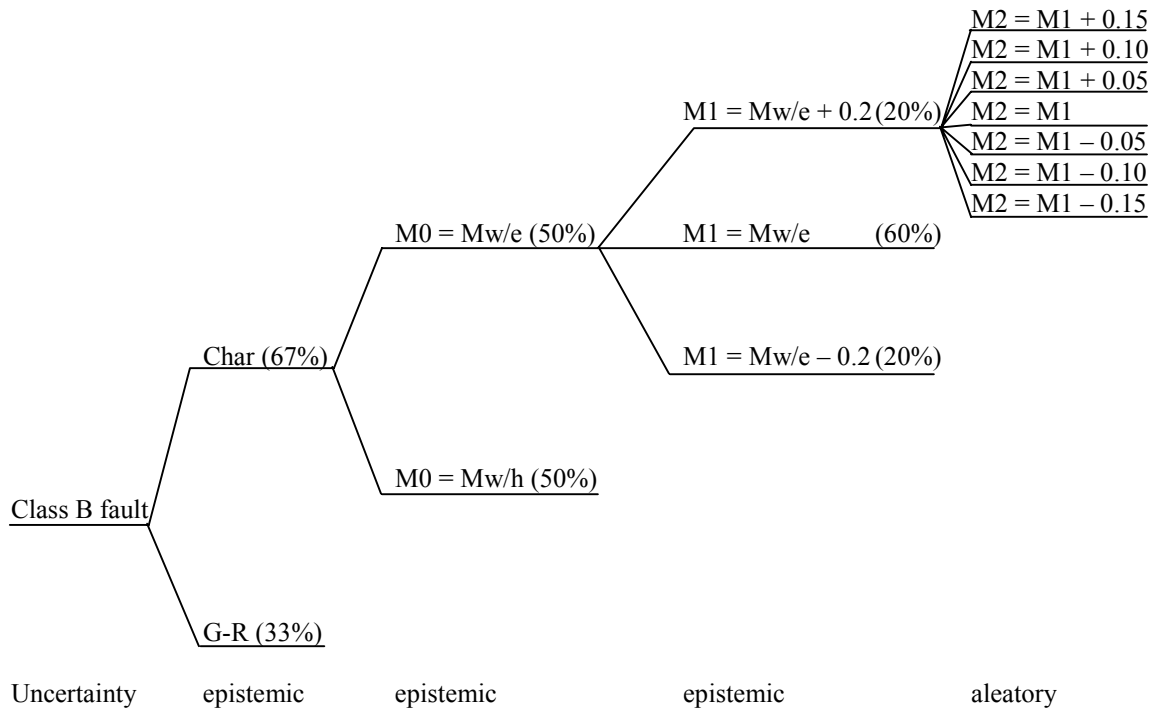 M2 = M1 + 0.15
M2 = M1 + 0.10
M2 = M1 + 0.05
M1 = Mw/e + 0.2 (20%)
M2 = M1
M2 = M1 – 0.05
M2 = M1 – 0.10
M2 = M1 – 0.15
M0 = Mw/e (50%)
M1 = Mw/e (60%)
Char (67%)
M1 = Mw/e – 0.2 (20%)
M0 = Mw/h (50%)
Class B fault
G-R (33%)
Uncertainty epistemic epistemic epistemic aleatory